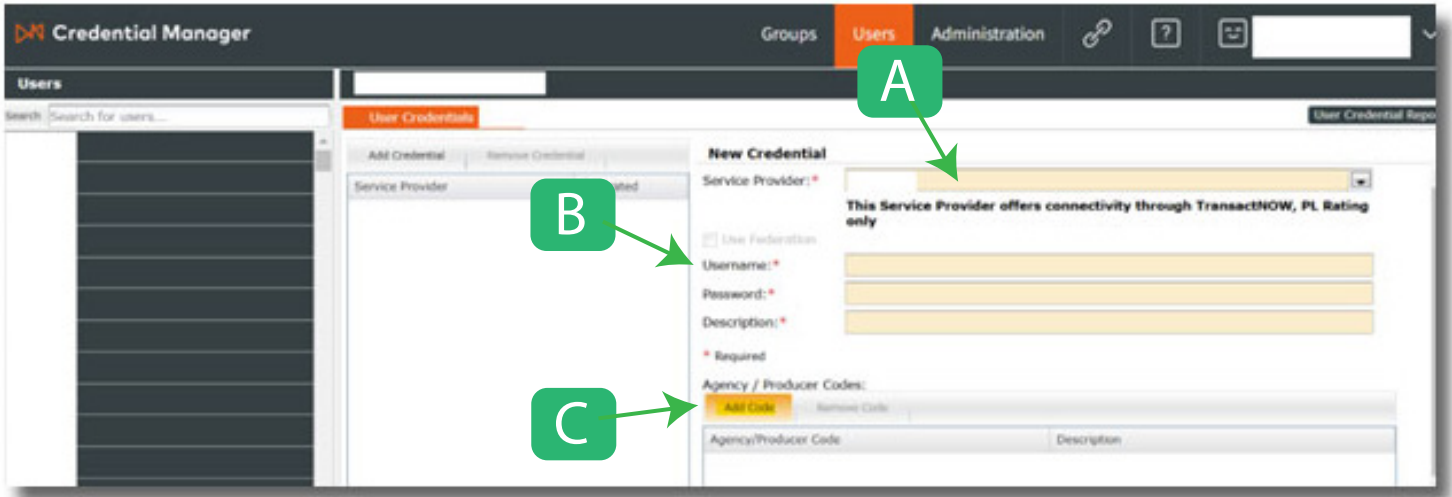 Credential Manager
Groups
Users
Administration
?
A
Users
Search
Search for users...
User Credentials
User Credential Repo
Add Credential
Remove Credential
New Credential
Service Provider
ated
Service Provider:*
This Service Provider offers connectivity through TransactNOW, PL Rating
only
B
Use Federation
Username:*
Password:*
Description:*
* Required
Agency / Producer Codes:
C
Add Code
Remove Code
Agency/Producer Code
Description